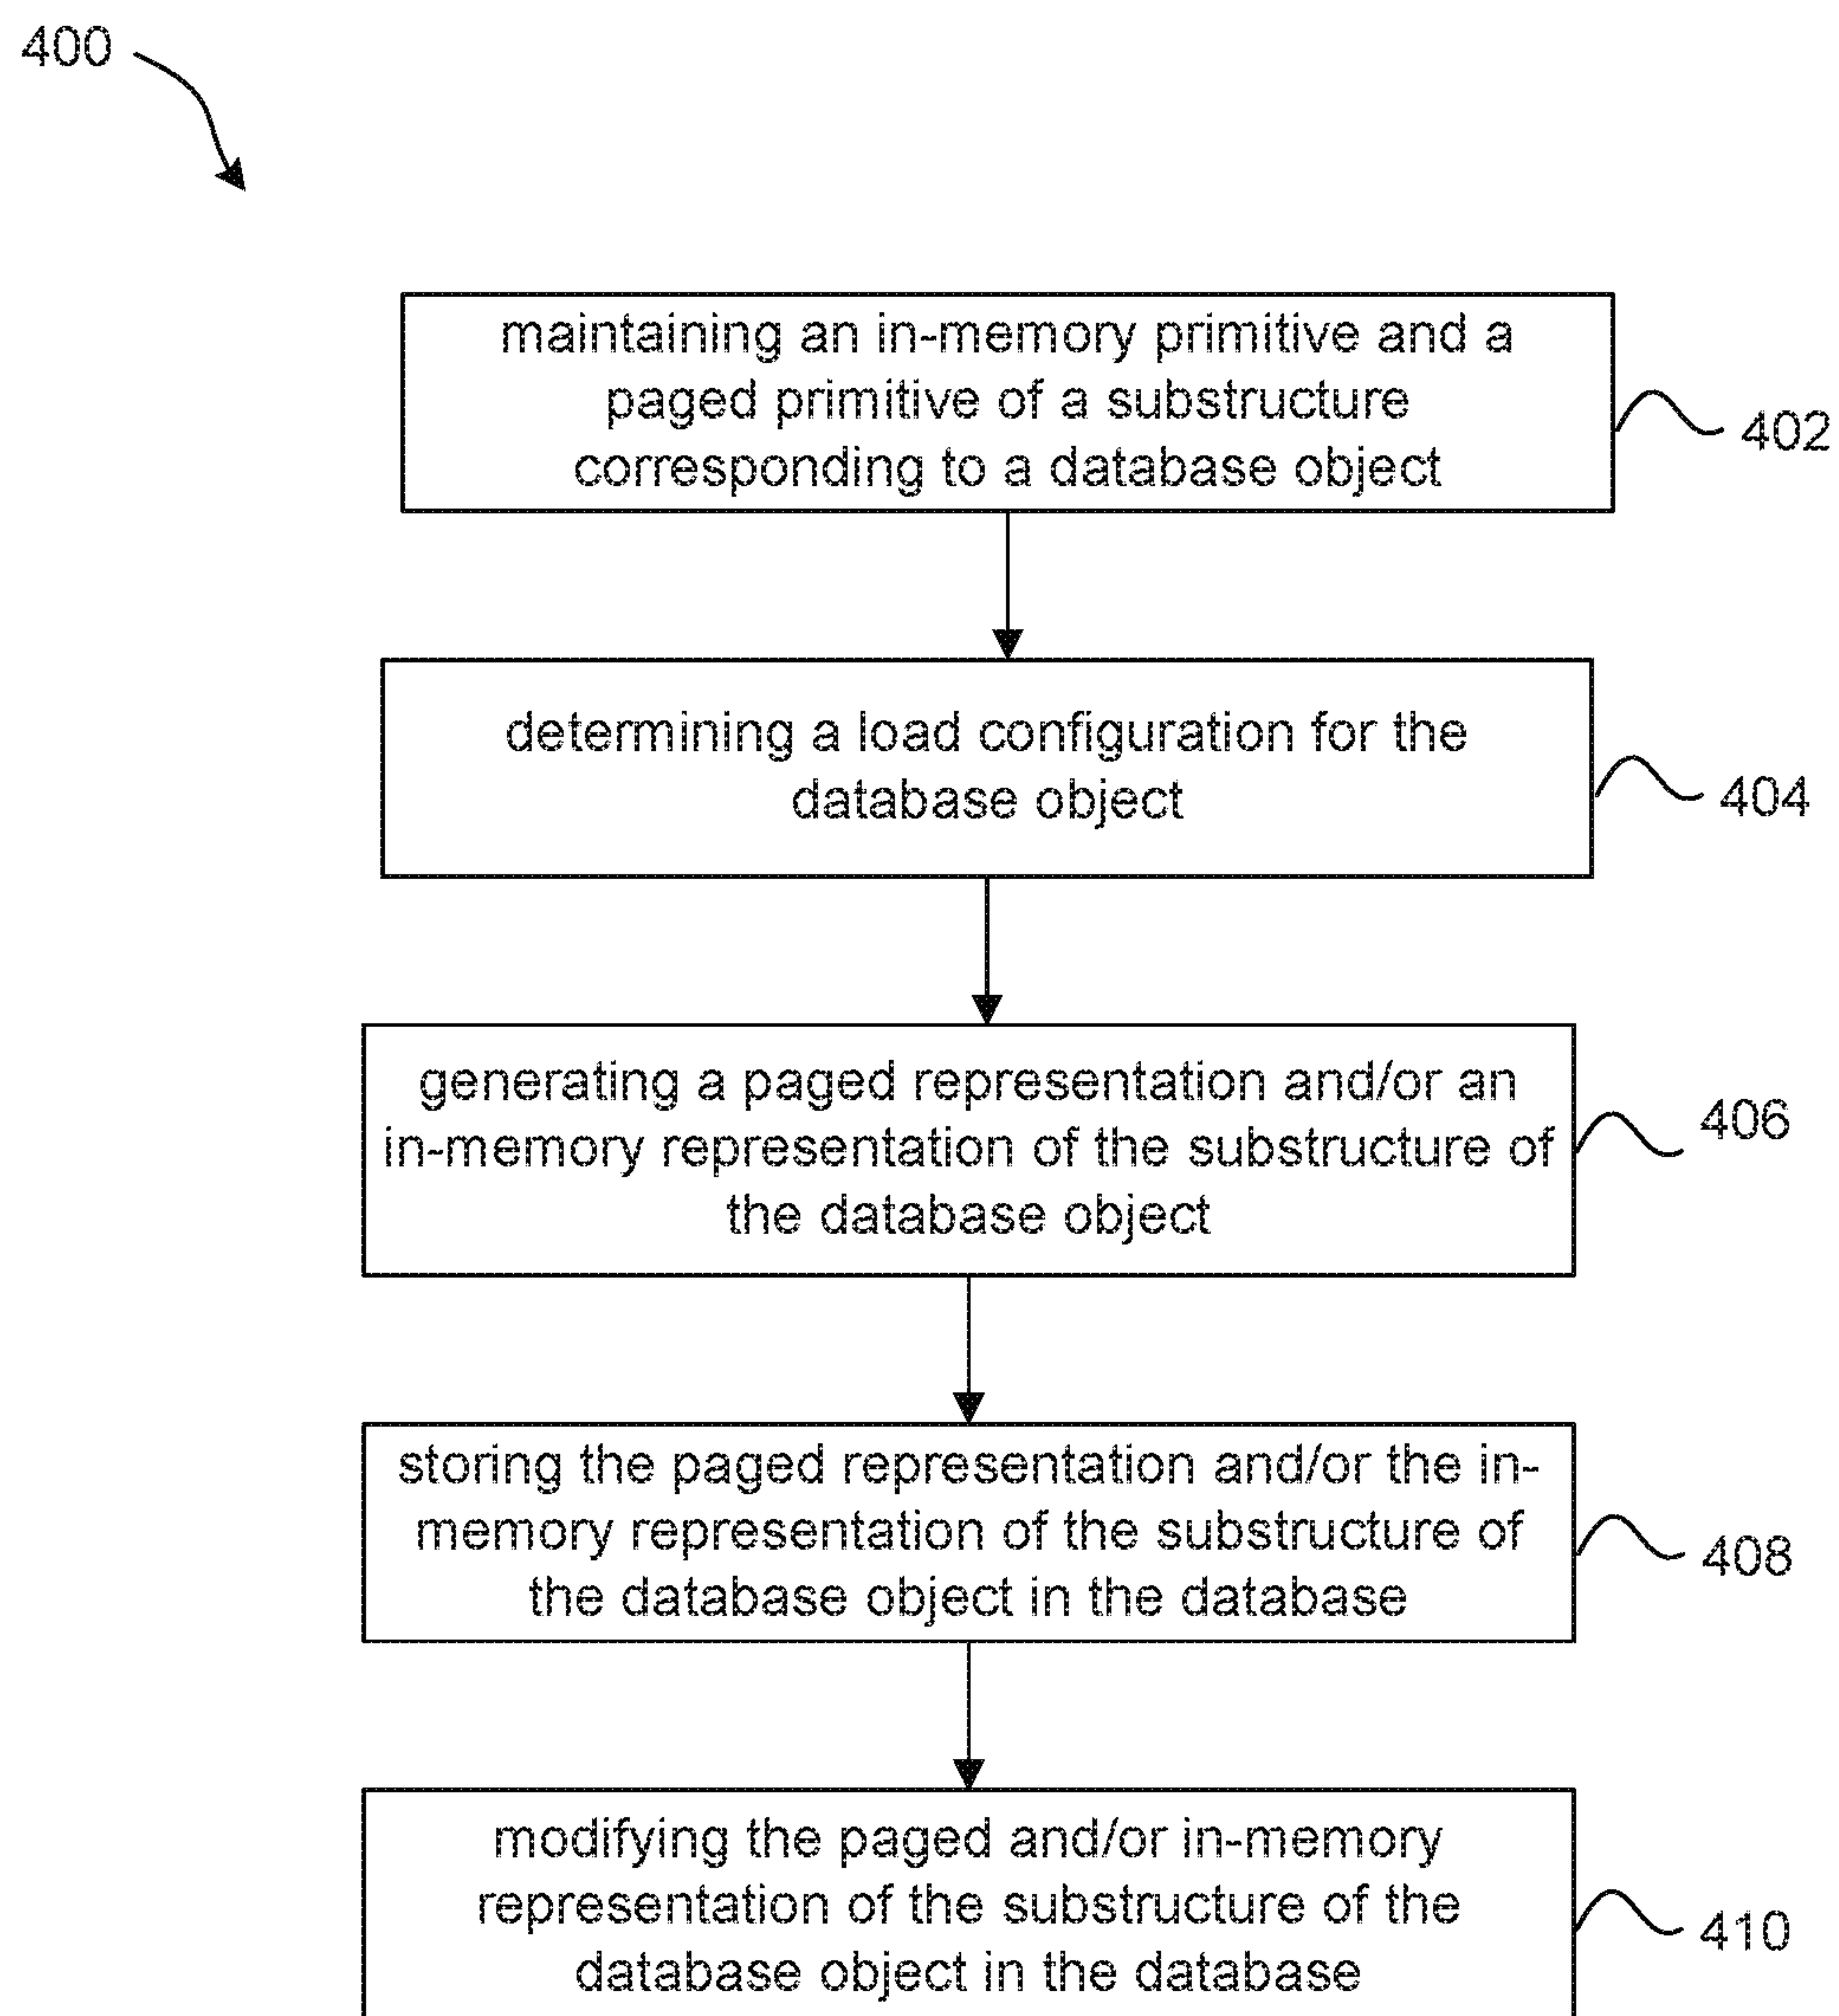 400
maintaining an in-memory primitive and a
paged primitive of a substructure
corresponding to a database object
402
determining a load configuration for the
database object
404
generating a paged representation and/or an
in-memory representation of the substructure of
the database object
406
storing the paged representation and/or the in-
memory representation of the substructure of
the database object in the database
408
modifying the paged and/or in-memory
representation of the substructure of the
database object in the database
410